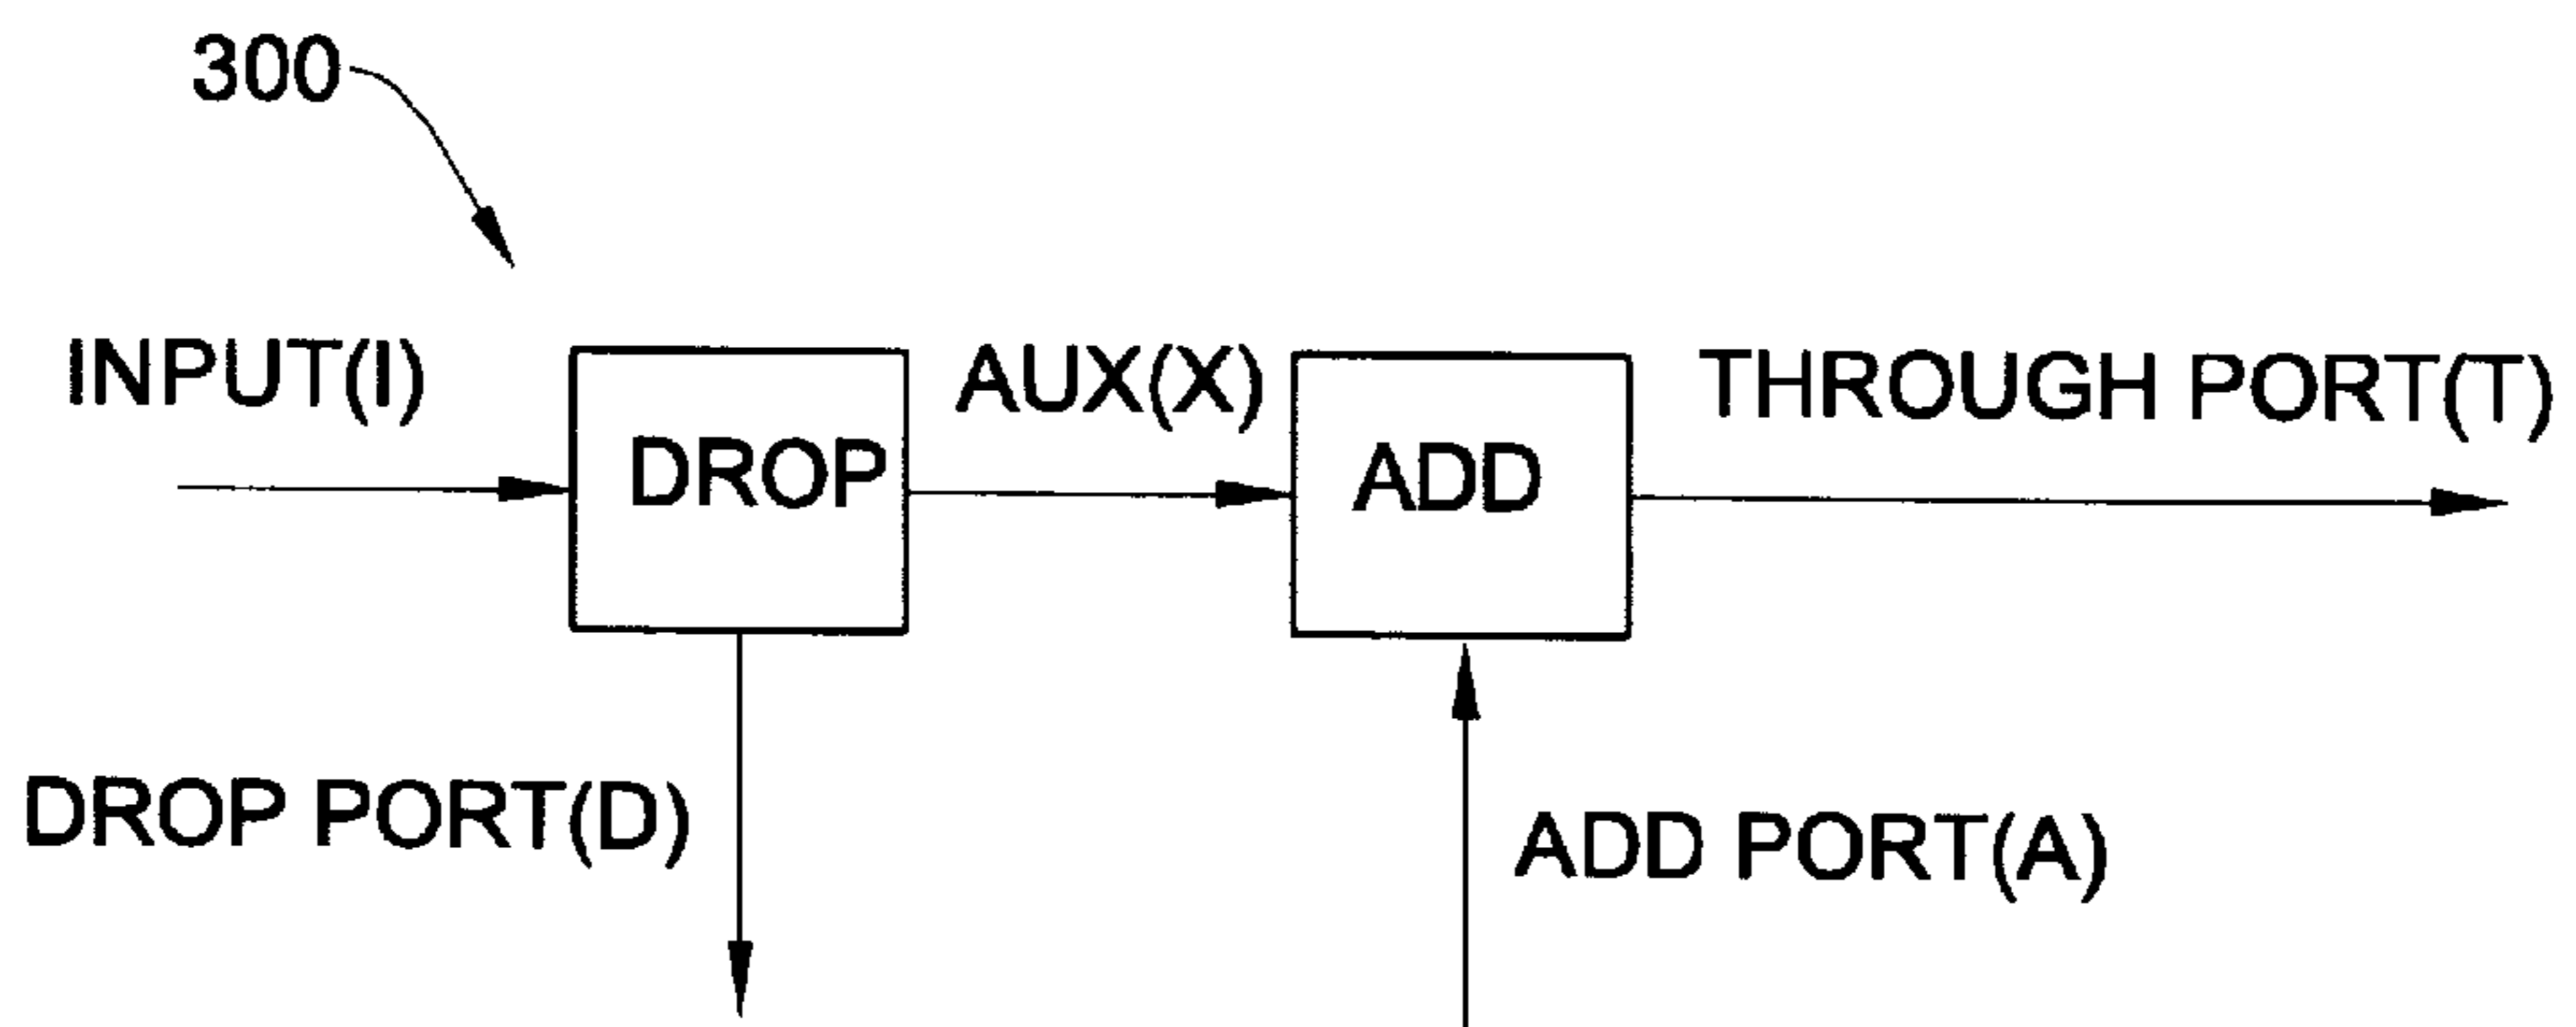 300
INPUT(I)
AUX(X)
THROUGH PORT(T)
DROP
ADD
DROP PORT(D)
ADD PORT(A)